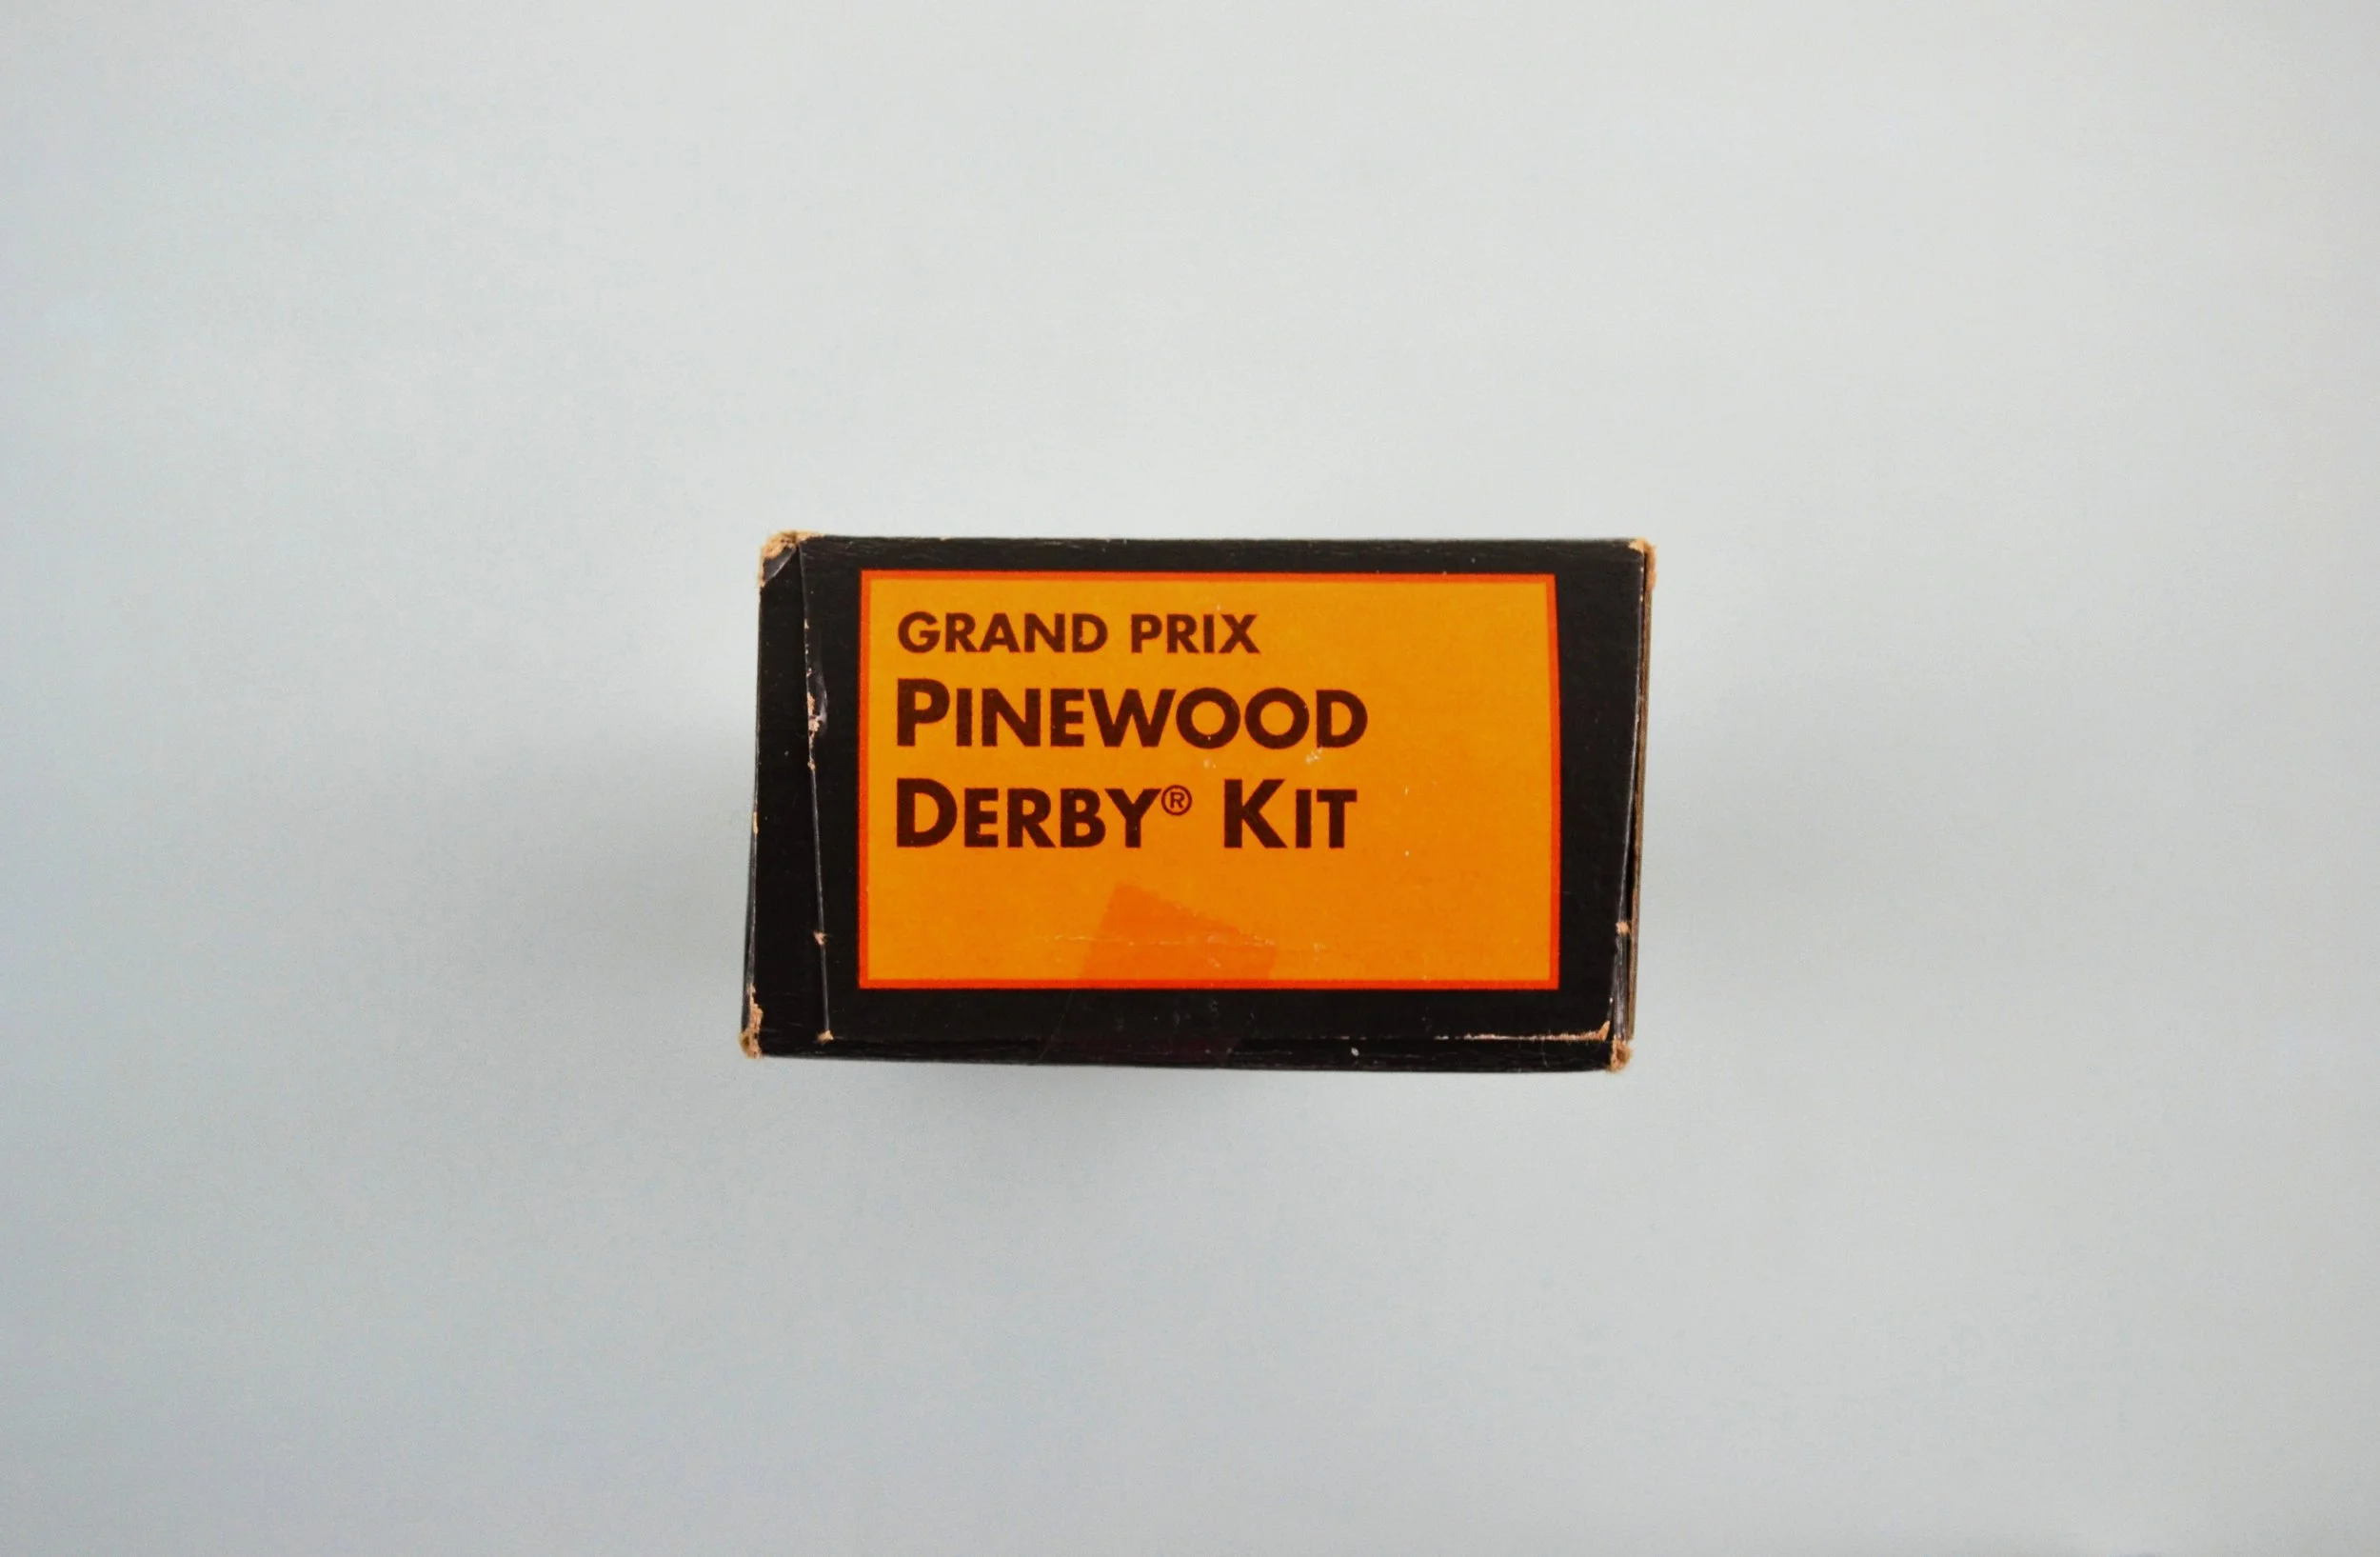 GRAND PRIX
PINEWOOD
DERBY® KIT